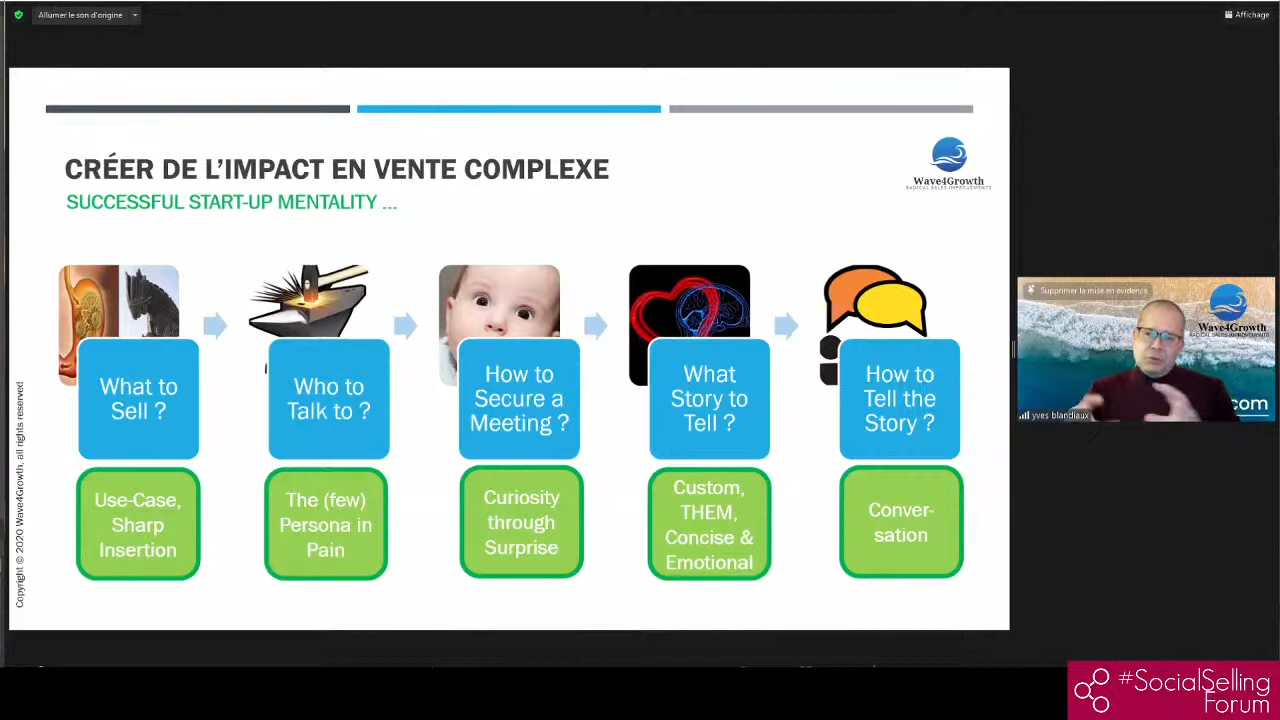 Allumer le son d'origine
Affichage
CRÉER DE L'IMPACT EN VENTE COMPLEXE
SUCCESSFUL START-UP MENTALITY ...
Wave4Growth
RADICAL SALES IMPROVEMENTS
What to
Sell ?
Who to
Talk to ?
How to
Secure a
Meeting ?
What
Story to
Tell ?
How to
Tell the
Story ?
Use-Case,
Sharp
Insertion
The (few)
Persona in
Pain
Curiosity
through
Surprise
Custom,
THEM,
Concise &
Emotional
Conver-
sation
Copyright © 2020 Wave4Growth, all rights reserved
Supprimer la mise en évidence
Wave4Growth
RADICAL SALES IMPROVEMENTS
com
yves blandiaux
#SocialSelling
Forum